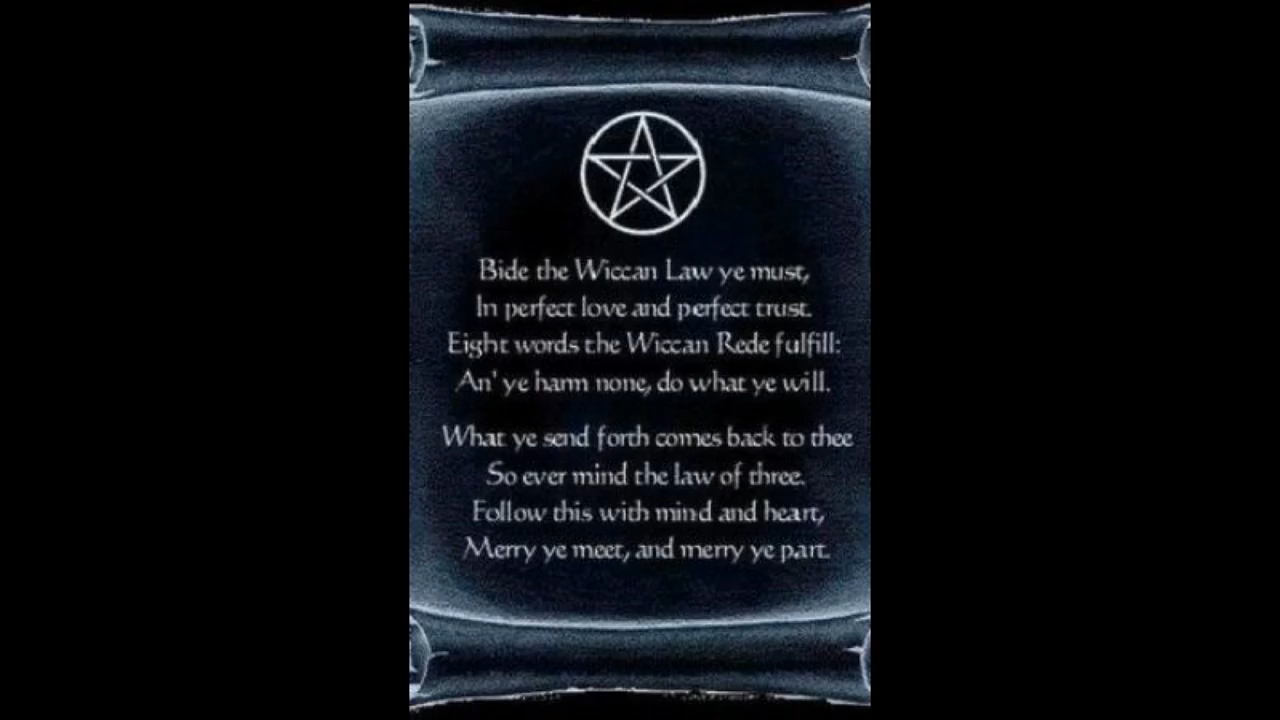 Bide the Wiccan Law ye must,
In perfect love and perfect trust.
Eight words the Wiccan Rede fulfill:
An' ye harm none, do what ye will.
What ye send forth comes back to thee
So ever mind the law of three.
Follow this with mind and heart,
Merry ye meet, and merry ye part.